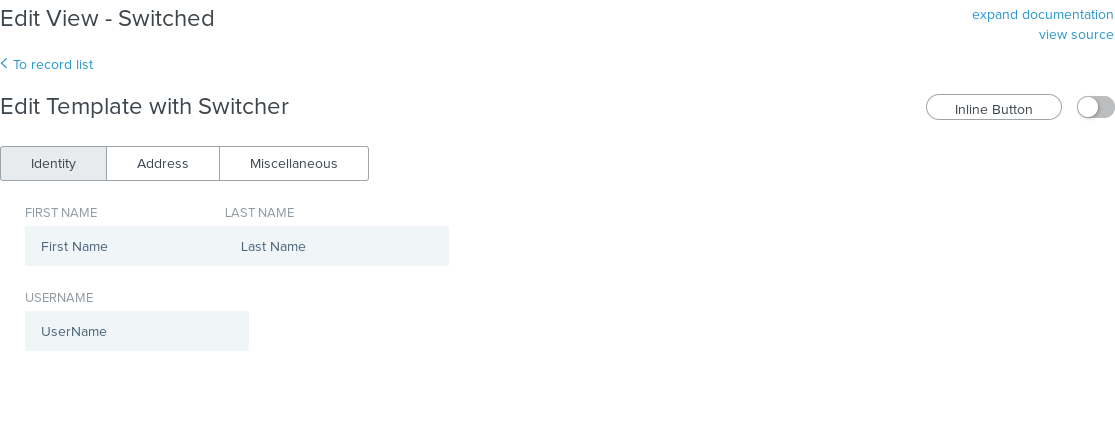 Edit View - Switched
expand documentation
view source
To record list
Edit Template with Switcher
Inline Button
Identity Address Miscellaneous
FIRST NAME LAST NAME
First Name Last Name
USERNAME
UserName